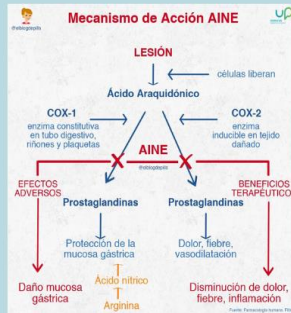 Mecanismo de Acción AINE
up
LESIÓN
células liberan
Ácido Araquidónico
COX-1
enzima constitutiva
en tubo digestivo,
riñones y plaquetas
COX-2
enzima
inducible en tejido
dañado
AINE
EFECTOS
ADVERSOS
BENEFICIOS
TERAPÉUTICO
Prostaglandinas
Prostaglandinas
Protección de la
mucosa gástrica
Dolor, fiebre,
vasodilatación
Ácido nítrico
Arginina
Daño mucosa
gástrica
Disminución de dolor,
fiebre, inflamación